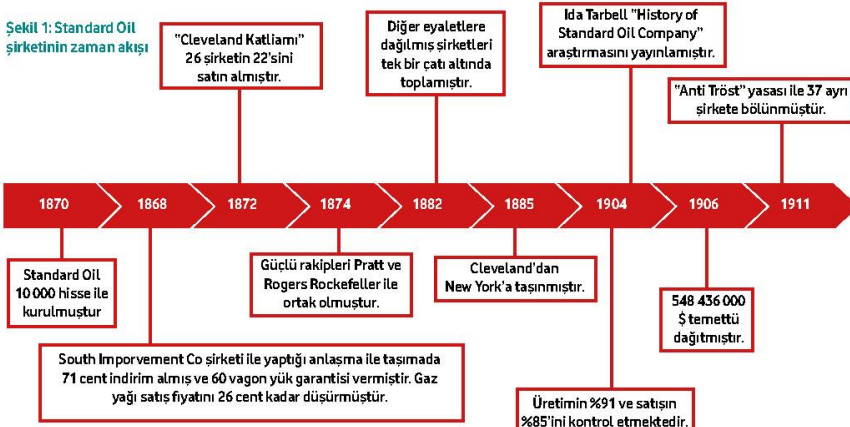 Şekil 1: Standard Oil
şirketinin zaman akışı
"Cleveland Katliamı"
26 şirketin 22'sini
satın almıştır.
Diğer eyaletlere
dağılmış şirketleri
tek bir çatı altında
toplamıştır.
Ida Tarbell "History of
Standard Oil Company"
araştırmasını yayınlamıştır.
"Anti Tröst" yasası ile 37 ayrı
şirkete bölünmüştür.
1870
1868
1872
1874
1882
1885
1904
1906
1911
Standard Oil
10 000 hisse ile
kurulmuştur
South Imporvement Co şirketi ile yaptığı anlaşma ile taşımada
71 cent indirim almış ve 60 vagon yük garantisi vermiştir. Gaz
yağı satış fiyatını 26 cent kadar düşürmüştür.
Güçlü rakipleri Pratt ve
Rogers Rockefeller ile
ortak olmuştur.
Cleveland'dan
New York'a taşınmıştır.
Üretimin %91 ve satışın
%85'ini kontrol etmektedir.
548 436 000
$ temettü
dağıtmıştır.